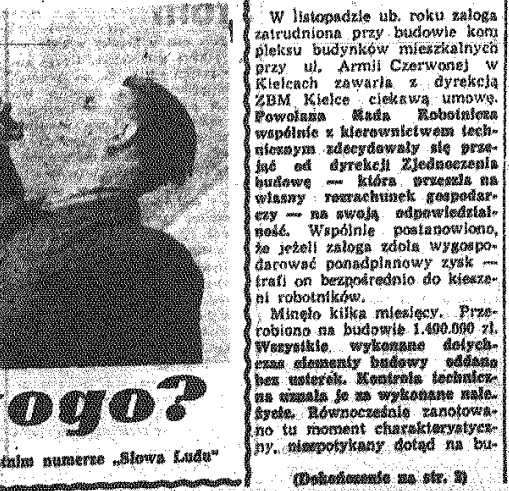 ogo?
tnim numerze „Słowa Ludu"
W listopadzie ub. roku załoga
zatrudniona przy budowie kom
pleksu budynków mieszkalnych
przy ul. Armii Czerwonej w
Kielcach zawarła z dyrekcją
ZBM Kielce ciekawą umowę.
Powołana Rada Robotnicza
wspólnie z kierownictwem tech-
nicznym zdecydowały się prze-
jąć od dyrekcji Zjednoczenia
budowę — która przeszła na
własny rozrachunek gospodar-
czy — na swoją odpowiedzial-
ność. Wspólnie postanowiono,
że jeżeli załoga zdoła wygospo-
darować ponadplanowy zysk —
trafi on bezpośrednio do kiesze-
ni robotników.
Minęło kilka miesięcy. Prze-
robiono na budowie 1.400.000 zł.
Wszystkie wykonane dotych-
czas elementy budowy oddano
bez usterek. Kontrola technicz-
na uznała je za wykonane nale-
życie. Równocześnie zanotowa-
no tu moment charakterystycz-
ny, niespotykany dotąd na bu-
(Dokończenie na str. 2)